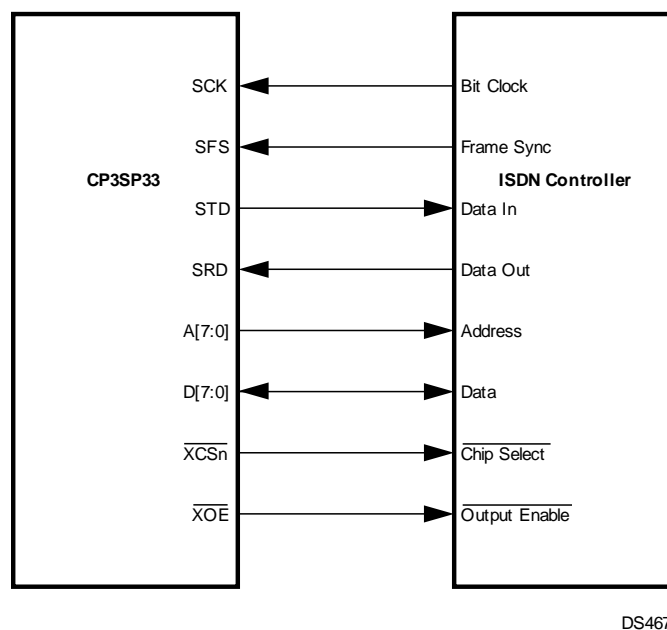 SCK Bit Clock
SFS Frame Sync
CP3SP33 ISDN Controller
STD Data In
SRD Data Out
A[7:0] Address
D[7:0] Data
XCSn Chip Select
XOE Output Enable
DS467